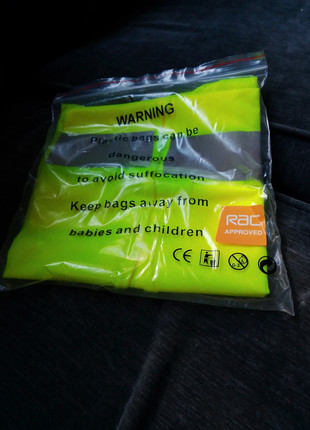 WARNING
Plastic bags can be
dangerous
to avoid suffocation
Keep bags away from
babies and children
RAC
APPROVED
CE